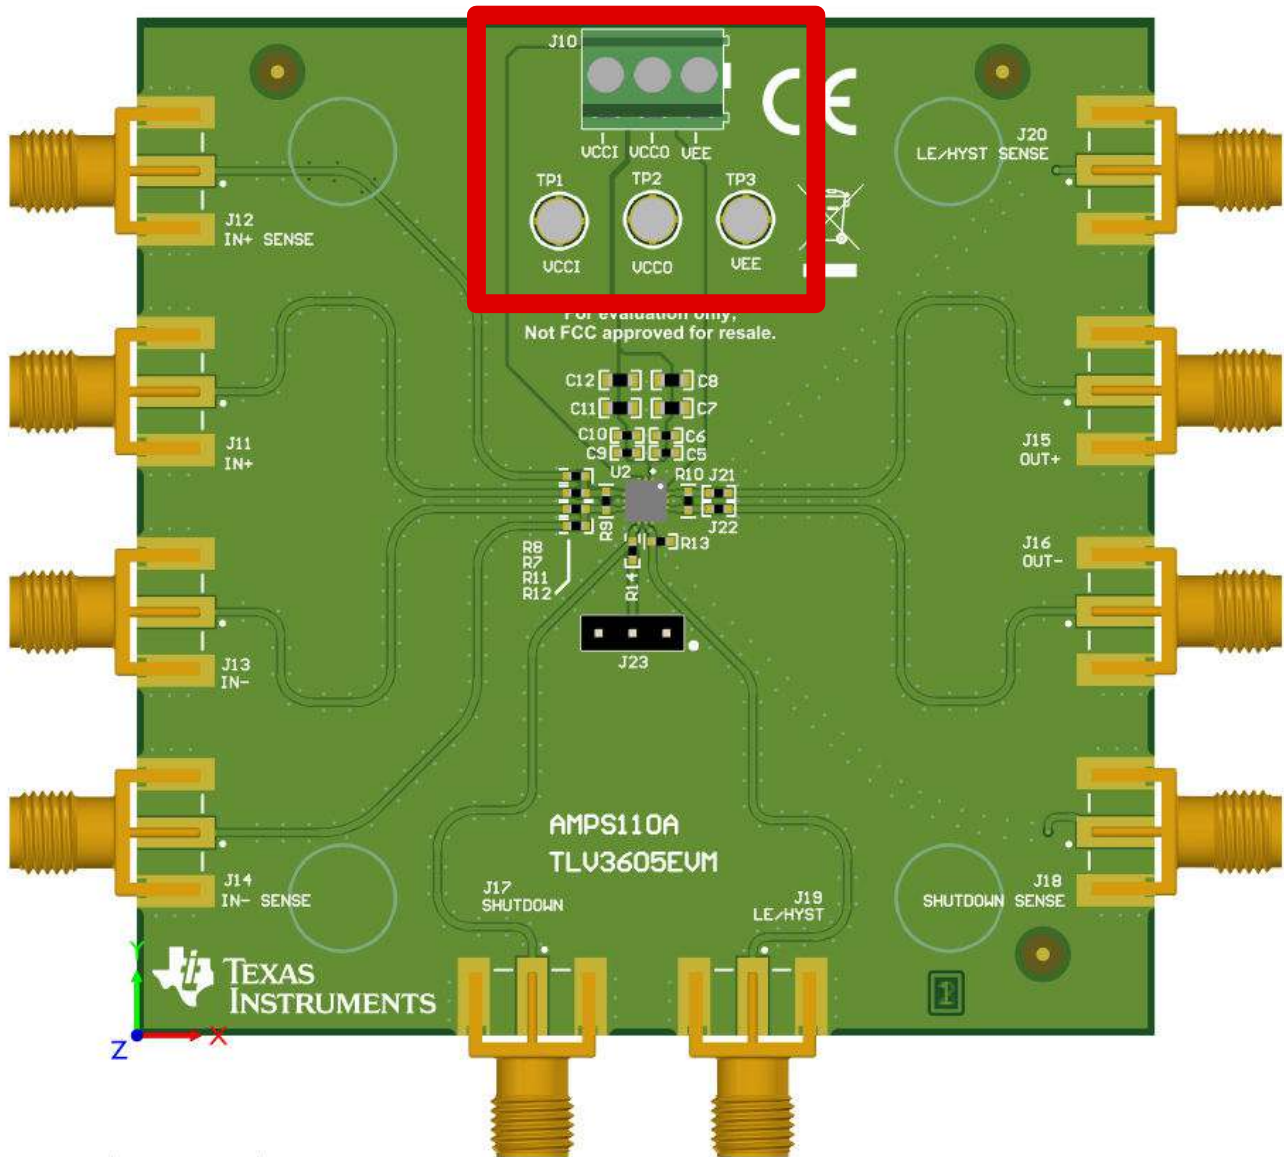 J10
VCCI VCCO VEE
TP1 TP2 TP3
VCCI VCCO VEE
CE
J20
LE/HYST SENSE
J12
IN+ SENSE
For evaluation only;
Not FCC approved for resale.
C12 C8
C11 C7
C10 C6
C9 C5
J11
IN+
J15
OUT+
U2 R10 J21
R9 J22
R8
R7
R11
R12
R14
R13
J16
OUT-
J23
J13
IN-
AMPS110A
TLV3605EVM
J14
IN- SENSE
J17
SHUTDOWN
J19
LE/HYST
J18
SHUTDOWN SENSE
Y
TEXAS
INSTRUMENTS
Z X